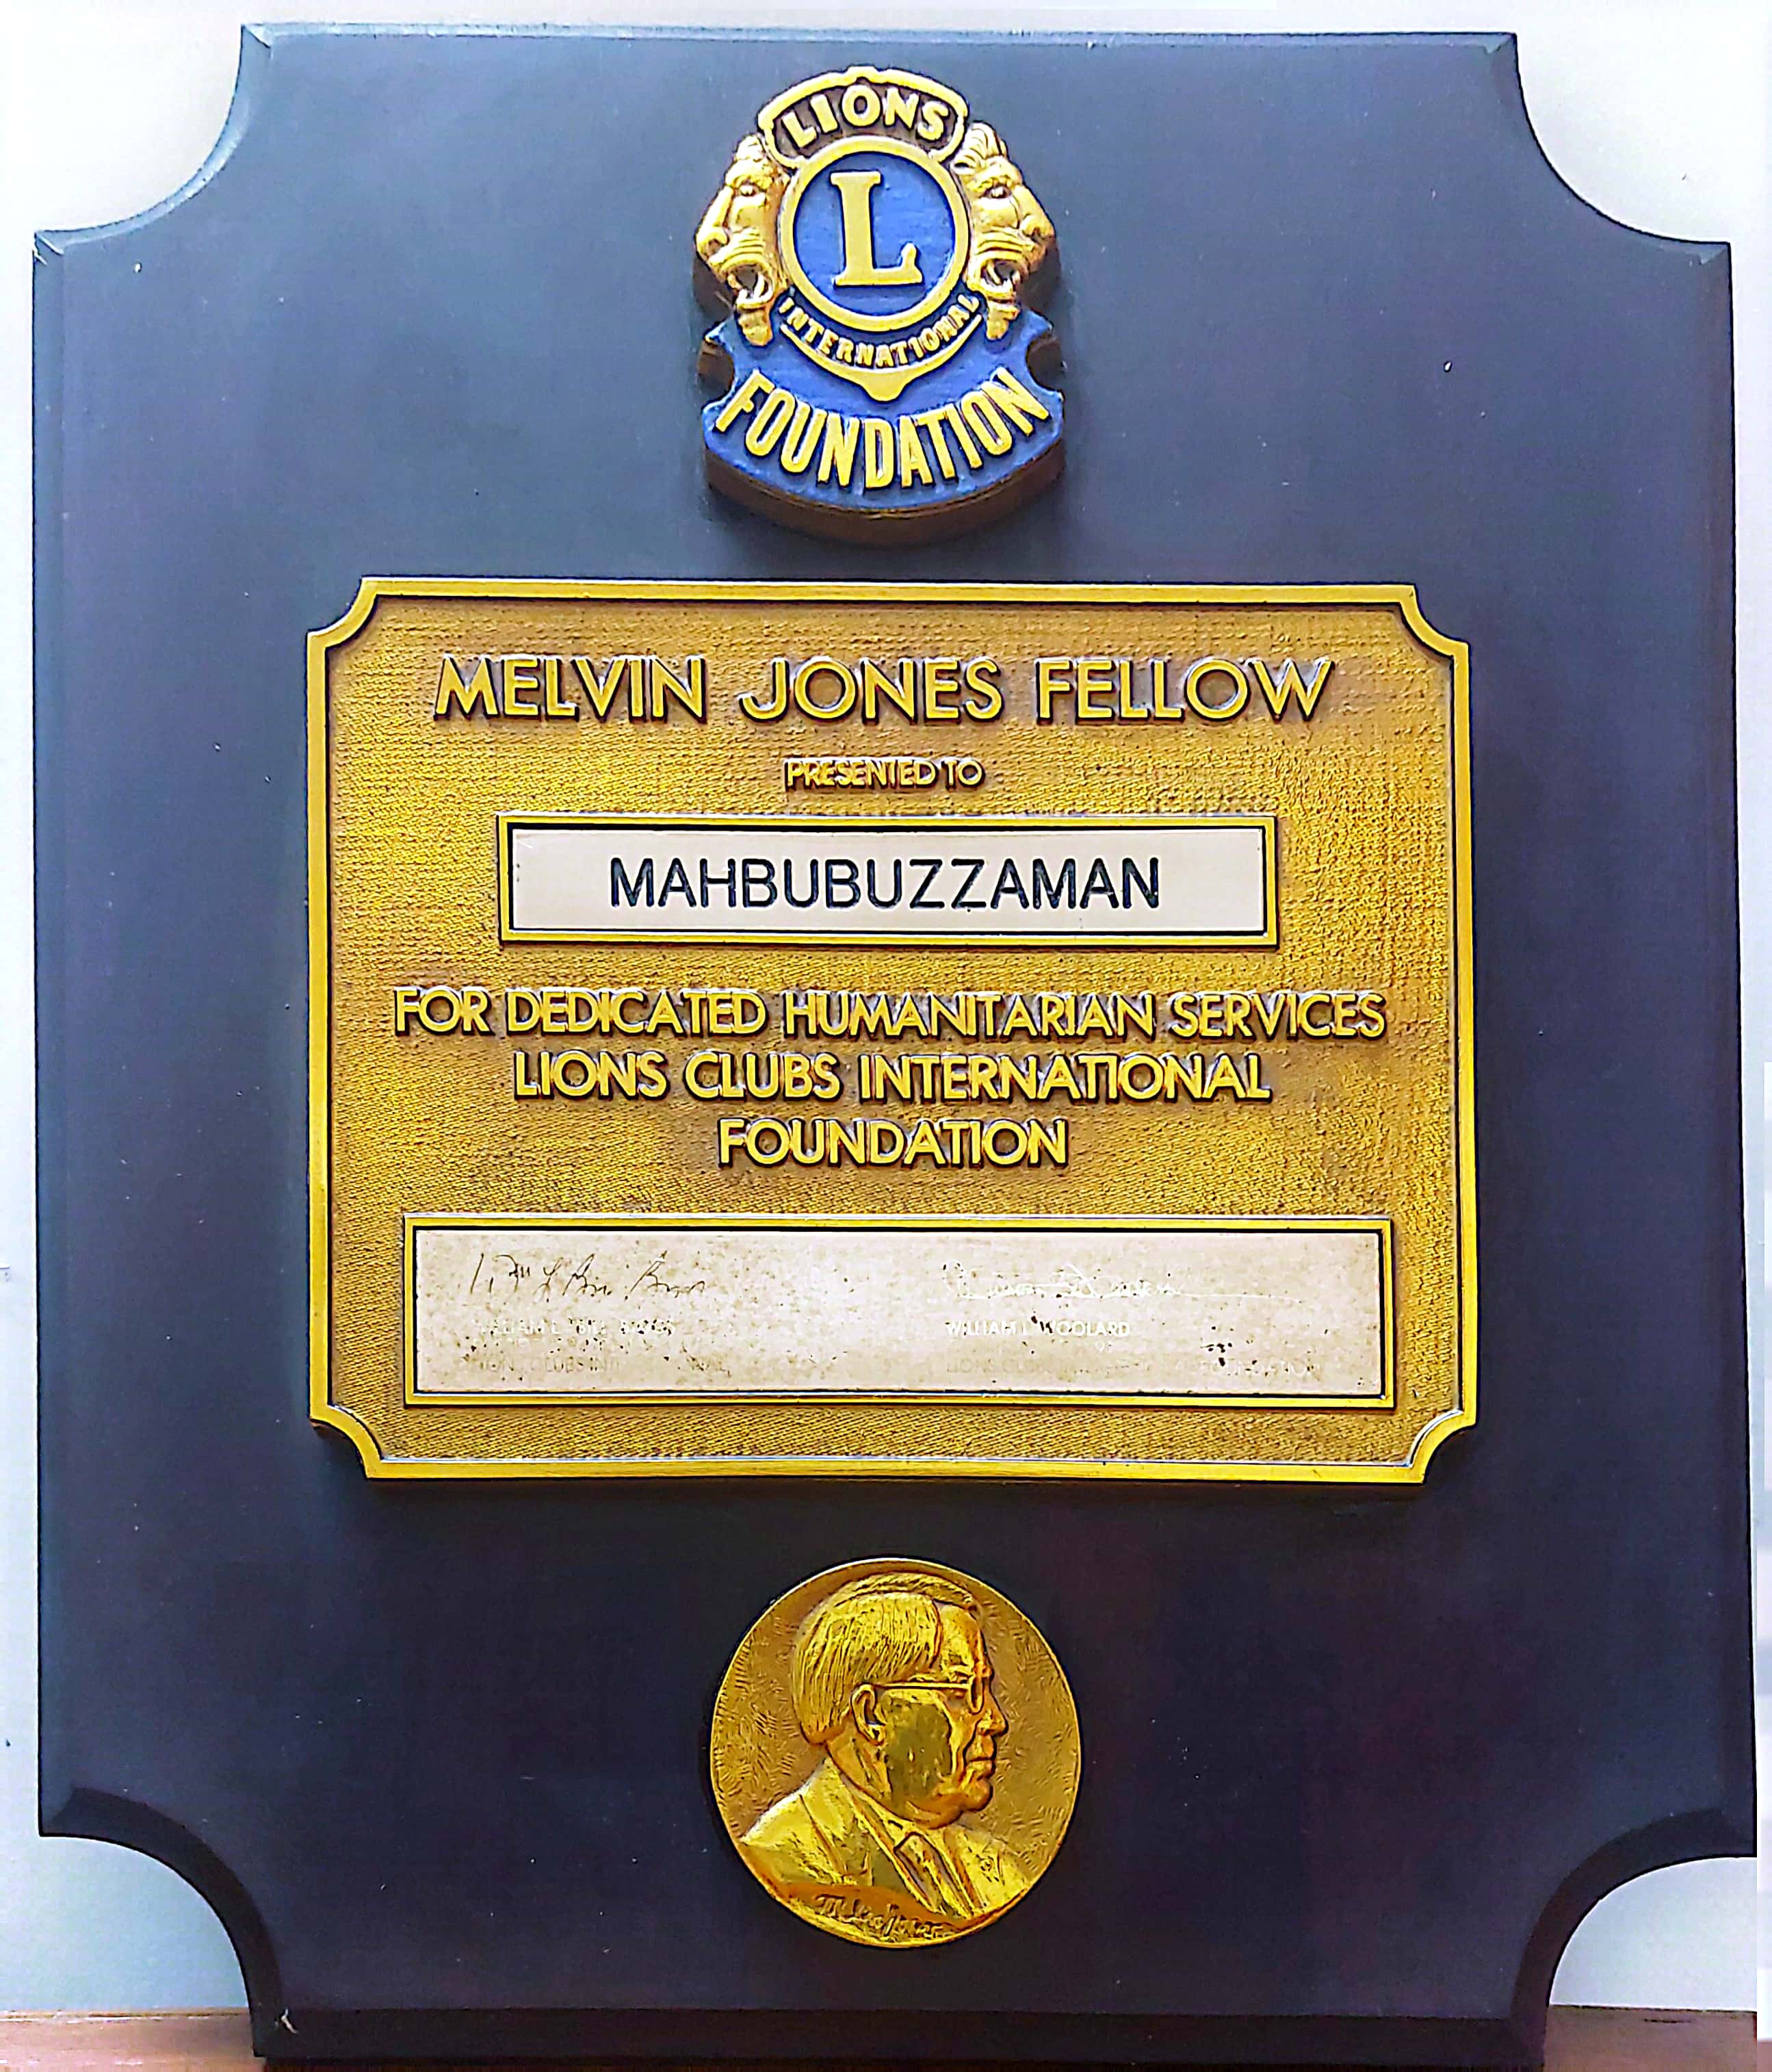 LIONS
L
INTERNATIONAL
FOUNDATION
MELVIN JONES FELLOW
PRESENTED TO
MAHBUBUZZAMAN
FOR DEDICATED HUMANITARIAN SERVICES
LIONS CLUBS INTERNATIONAL
FOUNDATION
WILLIAM L. WOOLARD